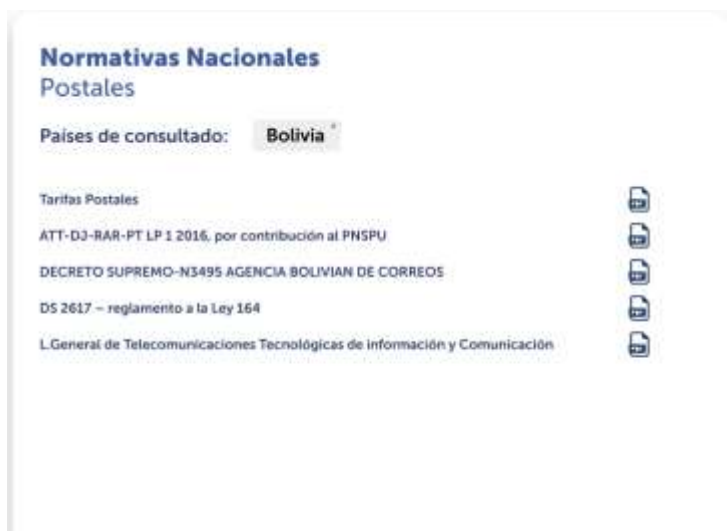 Normativas Nacionales
Postales
Países de consultado: Bolivia
Tarifas Postales
ATT-DJ-RAR-PT LP 1 2016, por contribución al PNSPU
DECRETO SUPREMO-N3495 AGENCIA BOLIVIAN DE CORREOS
DS 2617 – reglamento a la Ley 164
L.General de Telecomunicaciones Tecnológicas de información y Comunicación